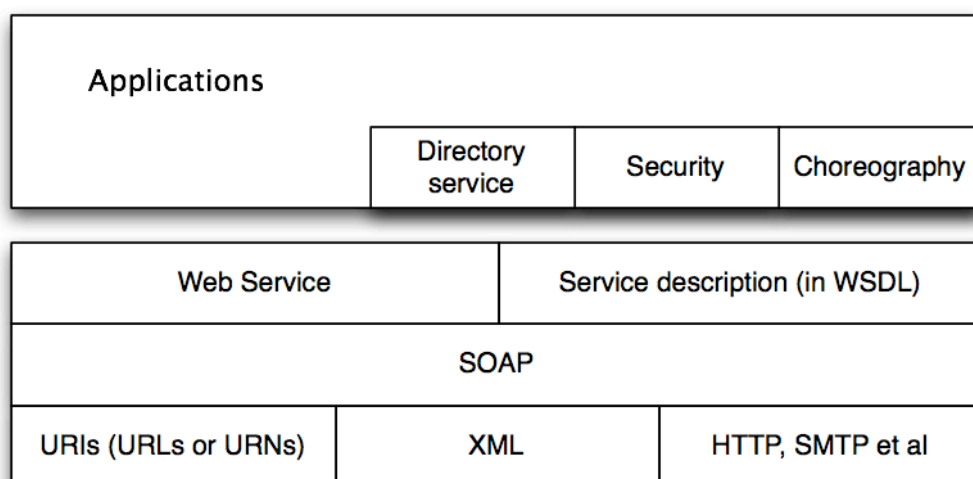 Applications
Directory
service
Security
Choreography
Web Service
Service description (in WSDL)
SOAP
URIs (URLs or URNs)
XML
HTTP, SMTP et al